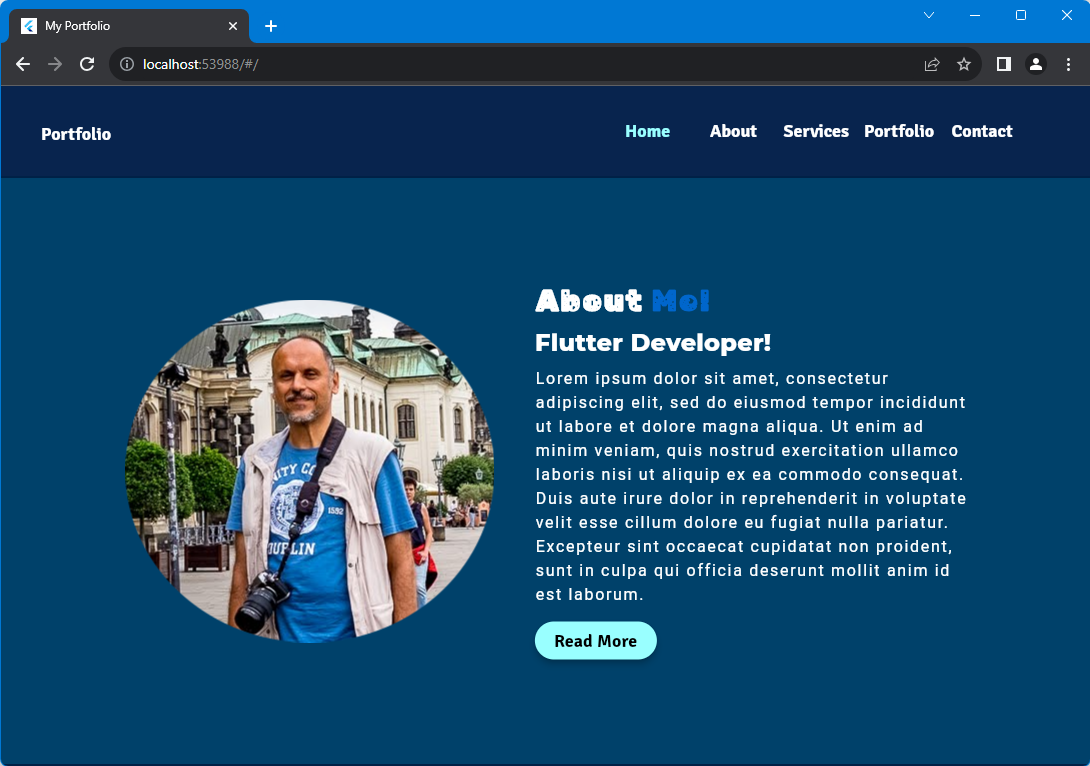 My Portfolio
localhost:53988/#/
Portfolio
Home About Services Portfolio Contact
About Me!
Flutter Developer!
Lorem ipsum dolor sit amet, consectetur
adipiscing elit, sed do eiusmod tempor incididunt
ut labore et dolore magna aliqua. Ut enim ad
minim veniam, quis nostrud exercitation ullamco
laboris nisi ut aliquip ex ea commodo consequat.
Duis aute irure dolor in reprehenderit in voluptate
velit esse cillum dolore eu fugiat nulla pariatur.
Excepteur sint occaecat cupidatat non proident,
sunt in culpa qui officia deserunt mollit anim id
est laborum.
Read More
1592